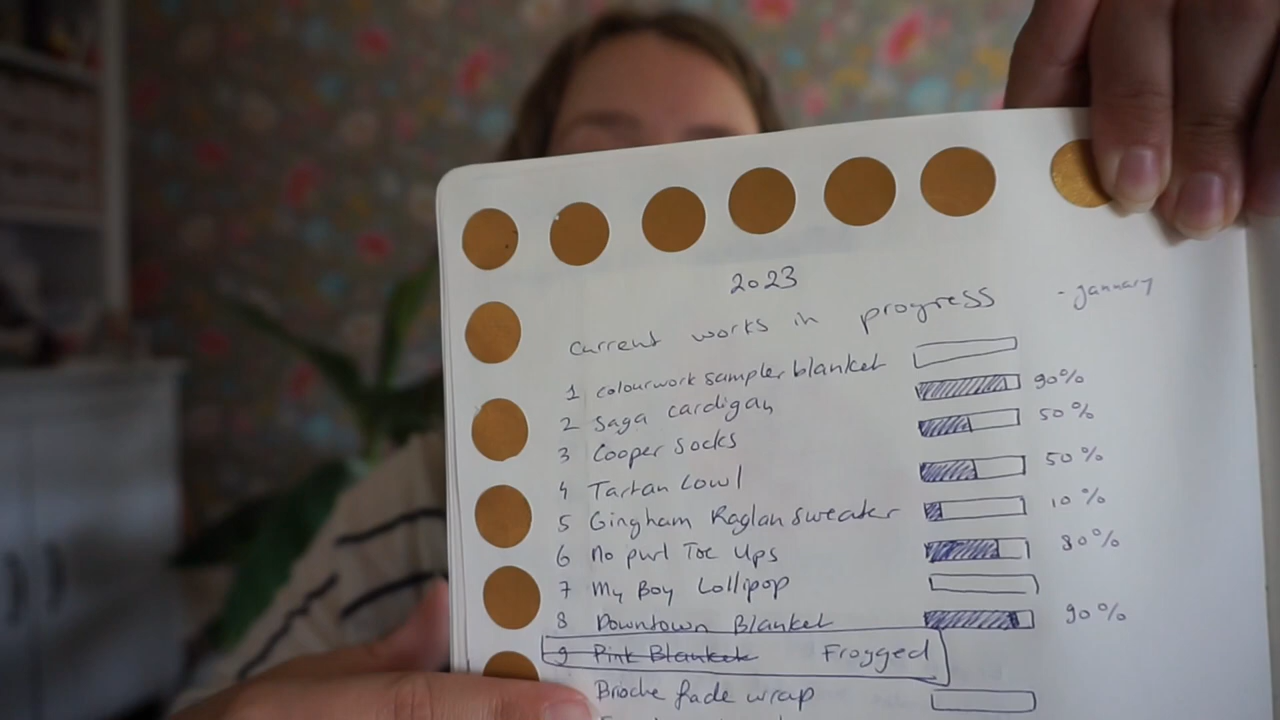 2023
current works in progress - january
1 colourwork sampler blanket
2 Saga cardigan 90%
3 Cooper Socks 50%
4 Tartan Cowl 50%
5 Gingham Raglan sweater 10%
6 no purl Toe Ups 80%
7 My Boy Lollipop
8 Downtown Blanket 90%
9 Pink Blanket Frogged
Brioche fade wrap